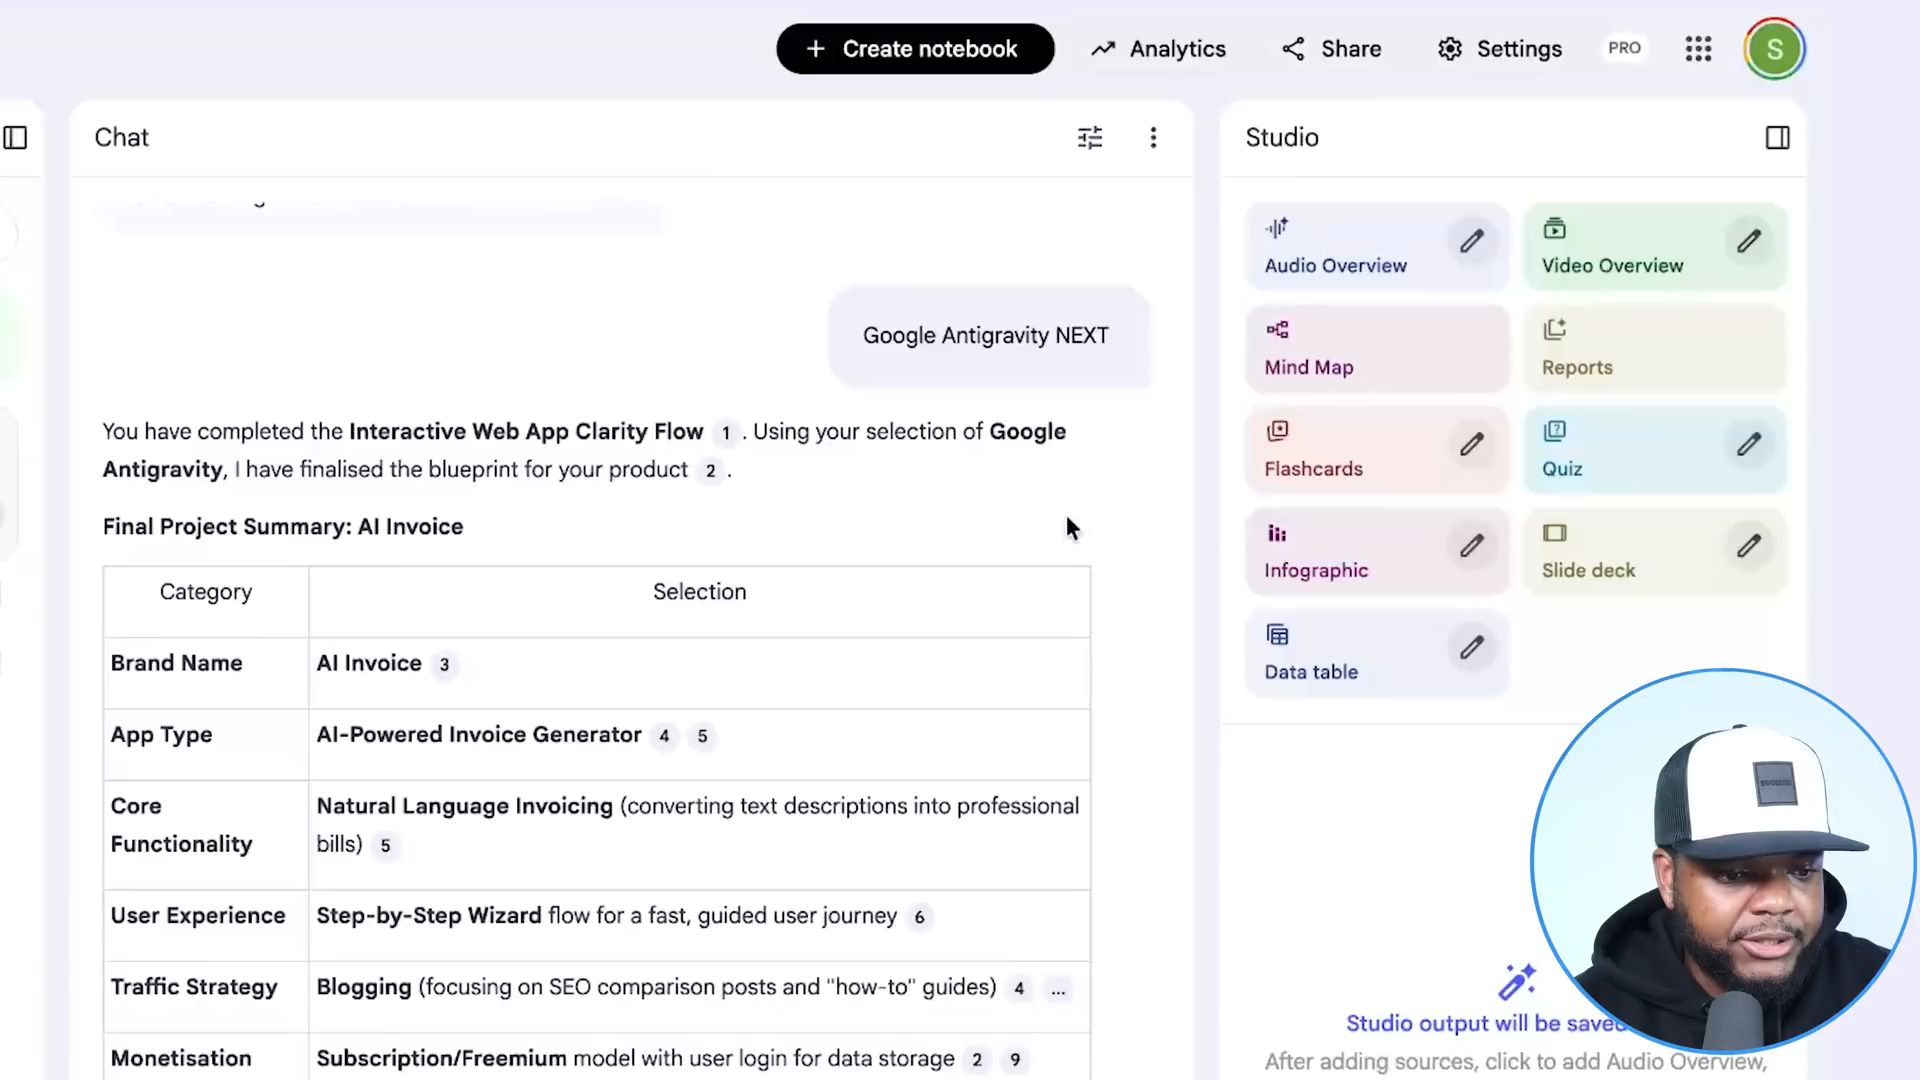 + Create notebook
Analytics
Share
Settings
PRO
S
Chat
Studio
Google Antigravity NEXT
You have completed the Interactive Web App Clarity Flow 1 . Using your selection of Google
Antigravity, I have finalised the blueprint for your product 2 .
Final Project Summary: AI Invoice
Category Selection
Brand Name AI Invoice 3
App Type AI-Powered Invoice Generator 4 5
Core
Functionality
Natural Language Invoicing (converting text descriptions into professional
bills) 5
User Experience Step-by-Step Wizard flow for a fast, guided user journey 6
Traffic Strategy Blogging (focusing on SEO comparison posts and "how-to" guides) 4 ...
Monetisation Subscription/Freemium model with user login for data storage 2 9
Audio Overview
Video Overview
Mind Map
Reports
Flashcards
Quiz
Infographic
Slide deck
Data table
Studio output will be saved
After adding sources, click to add Audio Overview,